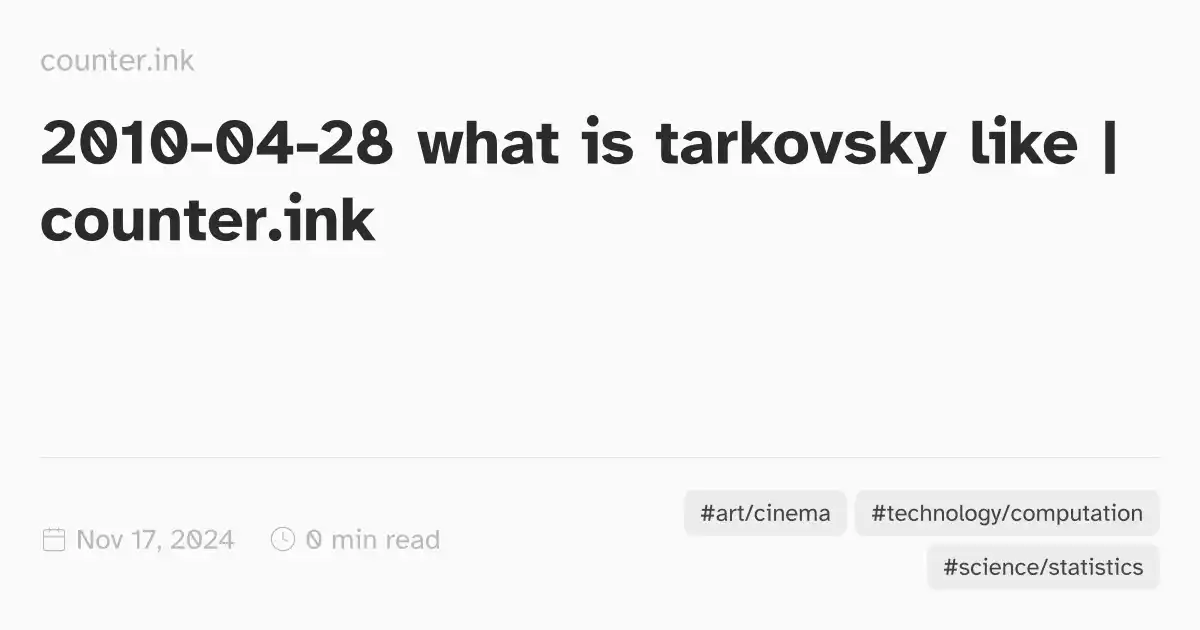 counter.ink
2010-04-28 what is tarkovsky like |
counter.ink
Nov 17, 2024 0 min read
#art/cinema #technology/computation
#science/statistics